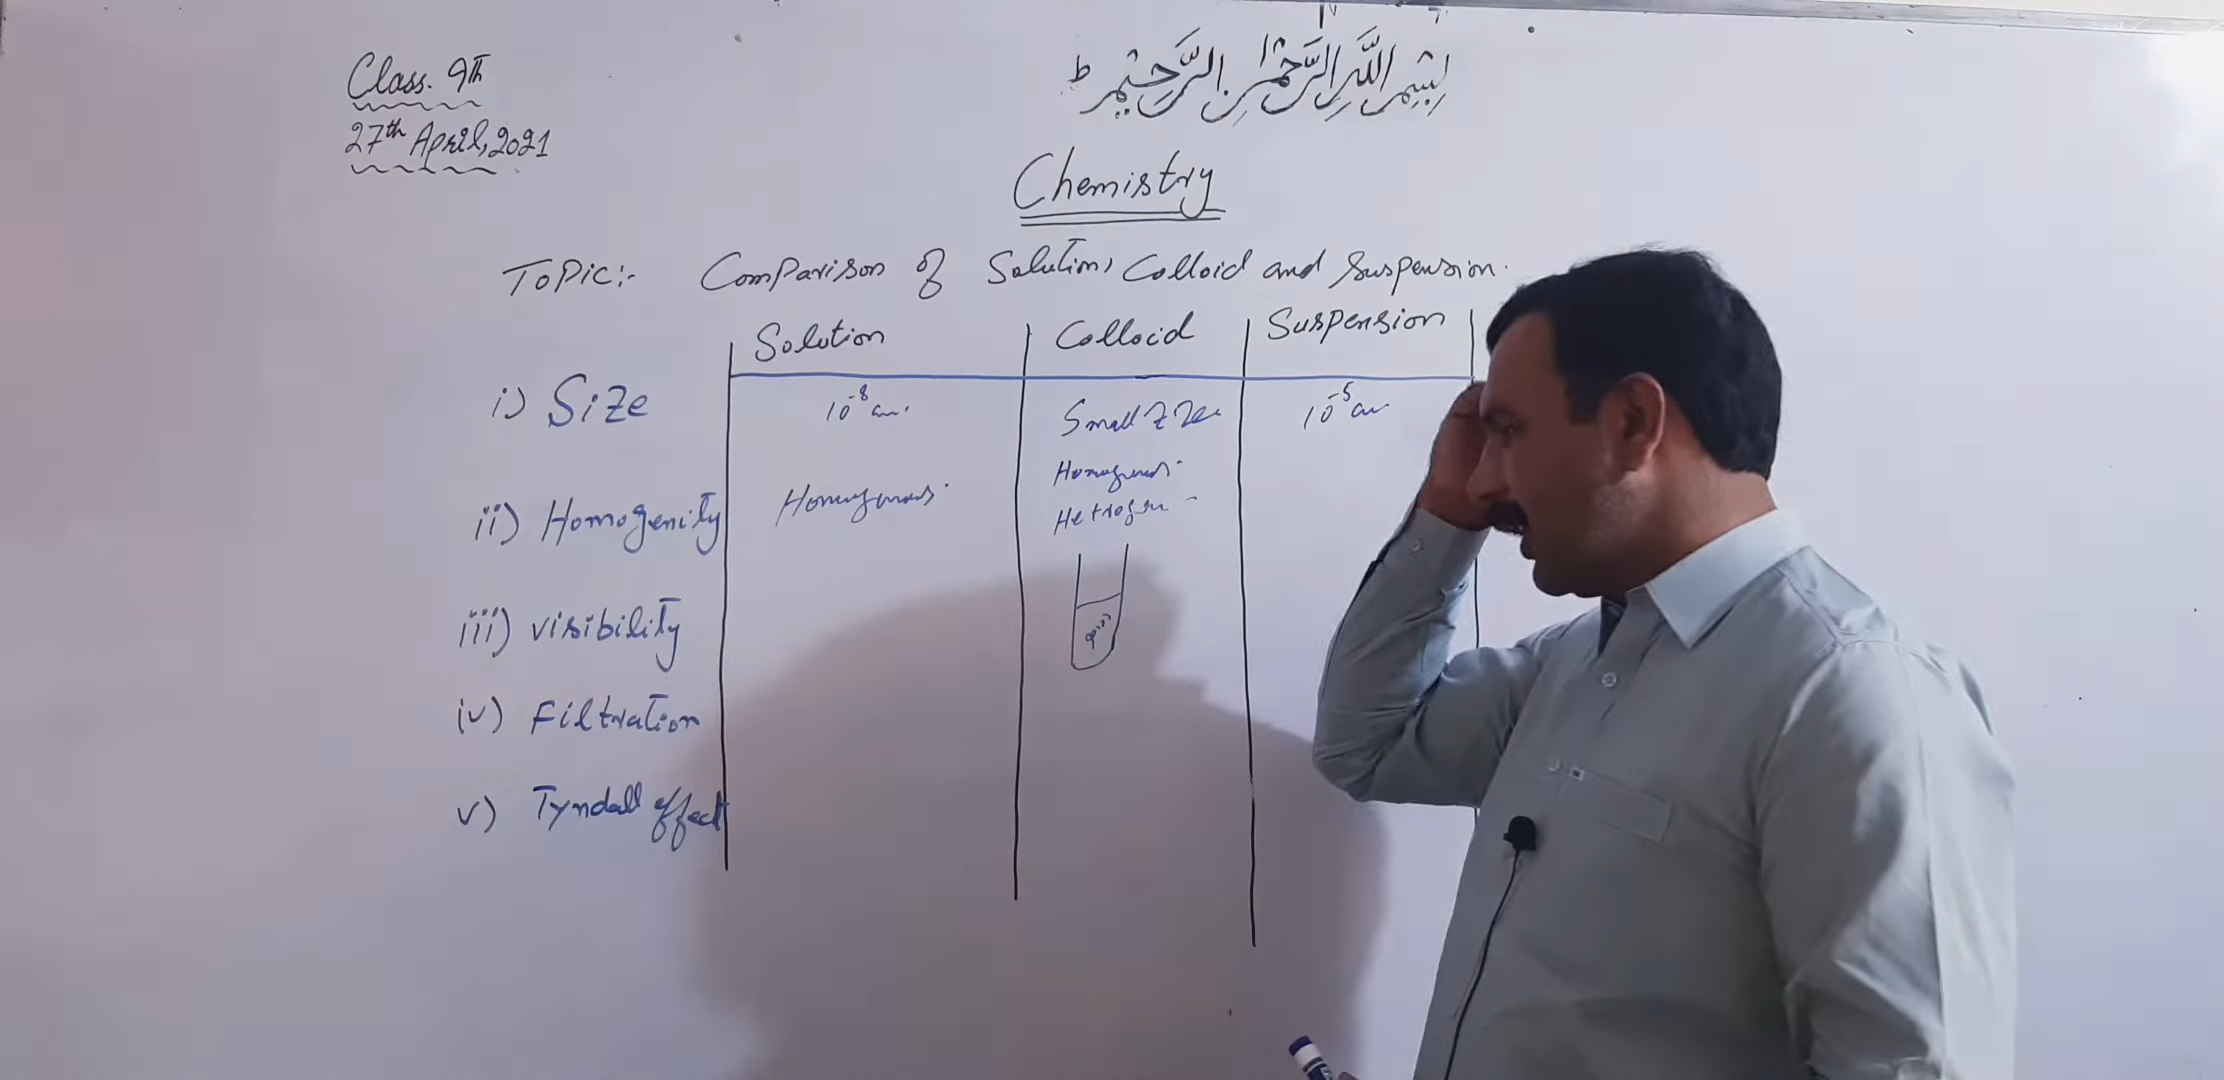 Class. 9Th
27th April, 2021
بِسْمِ اللّٰهِ الرَّحْمٰنِ الرَّحِيْمِ ط
Chemistry
Topic:- Comparison of Solution, Colloid and Suspension.
Solution Colloid Suspension
i) Size 10-8 cm. Small 10-5 cm
ii) Homogenity Homogenous. Homogenous.
Hetrogen
iii) visibility
iv) Filtration
v) Tyndall effect